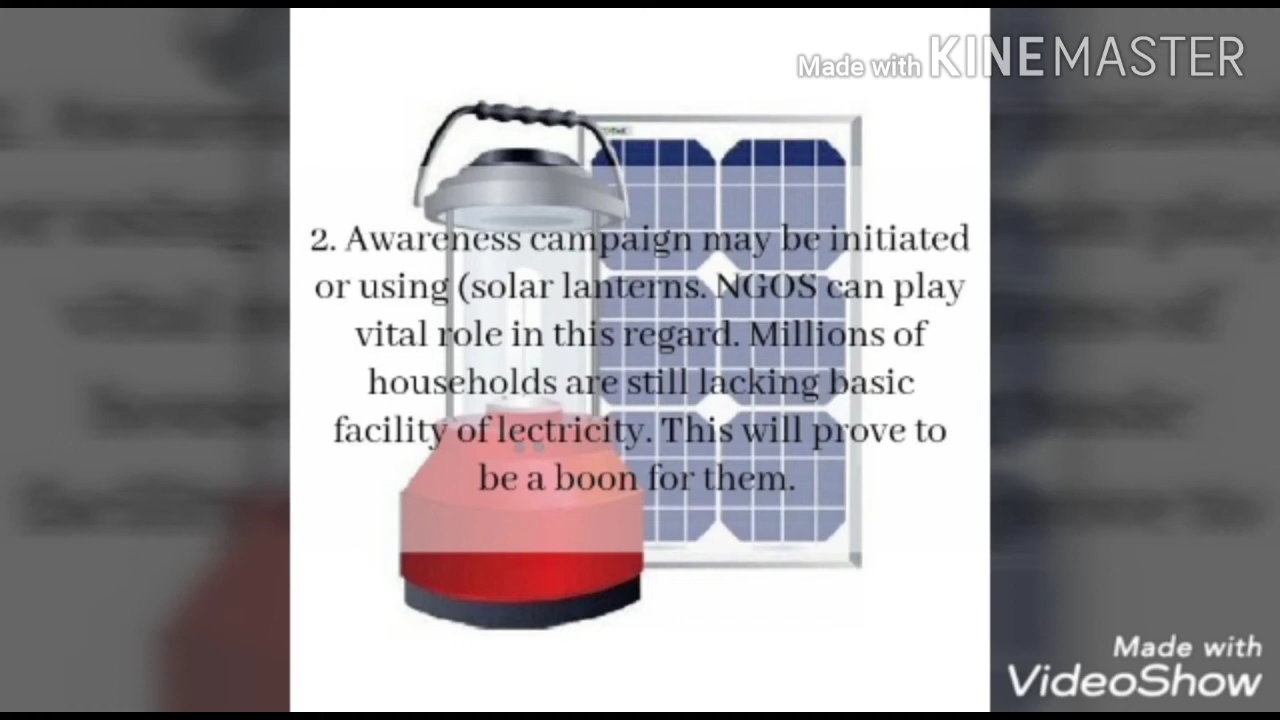 Made with KINEMASTER
2. Awareness campaign may be initiated
or using (solar lanterns. NGOS can play
vital role in this regard. Millions of
households are still lacking basic
facility of lectricity. This will prove to
be a boon for them.
Made with
VideoShow